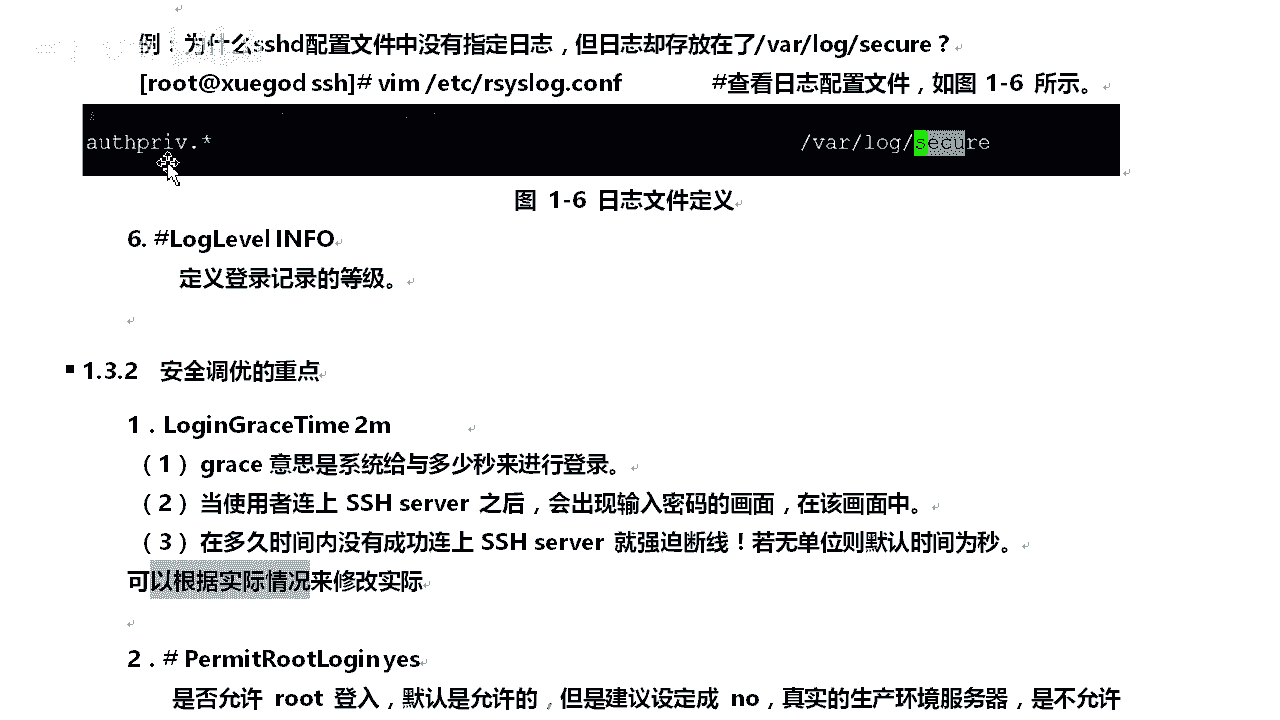 例：为什么sshd配置文件中没有指定日志，但日志却存放在了/var/log/secure？
[root@xuegod ssh]# vim /etc/rsyslog.conf #查看日志配置文件，如图 1-6 所示。
authpriv.* /var/log/secure
图 1-6 日志文件定义
6. #LogLevel INFO
定义登录记录的等级。
1.3.2 安全调优的重点
1．LoginGraceTime 2m
（1）grace 意思是系统给与多少秒来进行登录。
（2）当使用者连上 SSH server 之后，会出现输入密码的画面，在该画面中。
（3）在多久时间内没有成功连上 SSH server 就强迫断线！若无单位则默认时间为秒。
可以根据实际情况来修改实际
2．# PermitRootLogin yes
是否允许 root 登入，默认是允许的，但是建议设定成 no，真实的生产环境服务器，是不允许